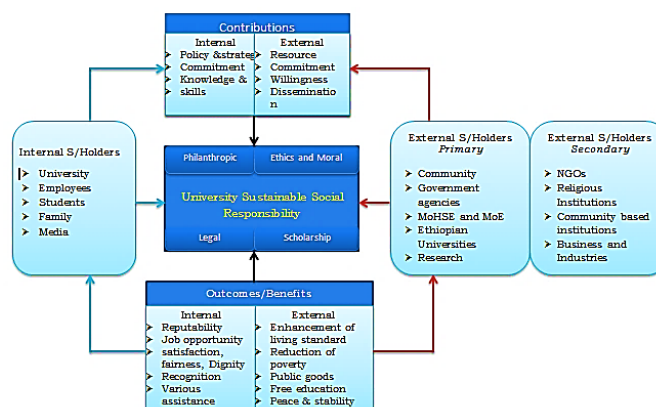 Contributions
Internal
Policy &strateg
Commitment
Knowledge &
skills
External
Resource
Commitment
Willingness
Disseminatio
n
Internal S/Holders
University
Employees
Students
Family
Media
Philanthropic
Ethics and Moral
University Sustainable Social
Responsibility
Legal
Scholarship
External S/Holders
Primary
Community
Government
agencies
MoHSE and MoE
Ethiopian
Universities
Research
External S/Holders
Secondary
NGOs
Religious
Institutions
Community based
institutions
Business and
Industries
Outcomes/Benefits
Internal
Reputability
Job opportunity
satisfaction,
fairness, Dignity
Recognition
Various
assistance
External
Enhancement of
living standard
Reduction of
poverty
Public goods
Free education
Peace & stability